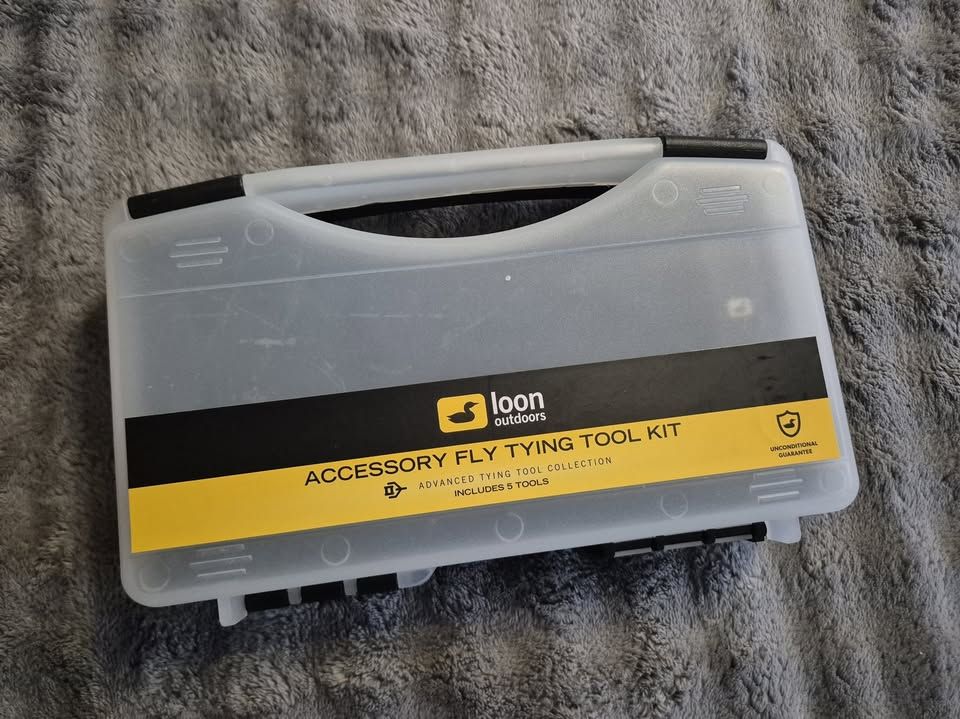 loon
outdoors
ACCESSORY FLY TYING TOOL KIT
ADVANCED TYING TOOL COLLECTION
INCLUDES 5 TOOLS
UNCONDITIONAL
GUARANTEE